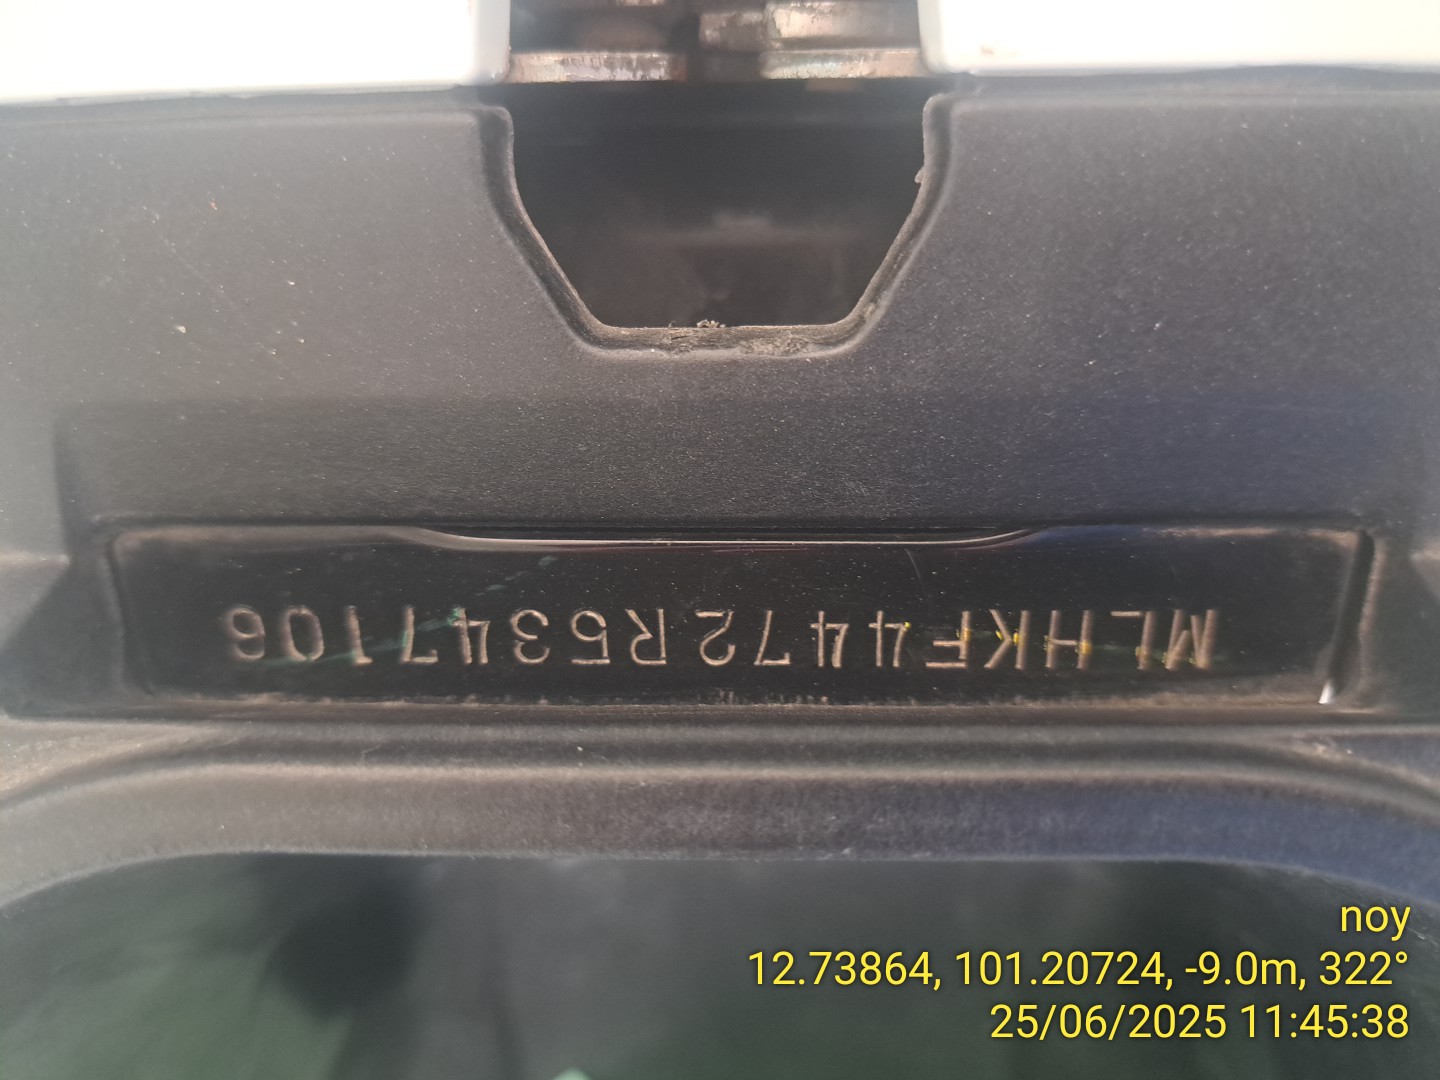 MLHKF4472R5347106
noy
12.73864, 101.20724, -9.0m, 322°
25/06/2025 11:45:38